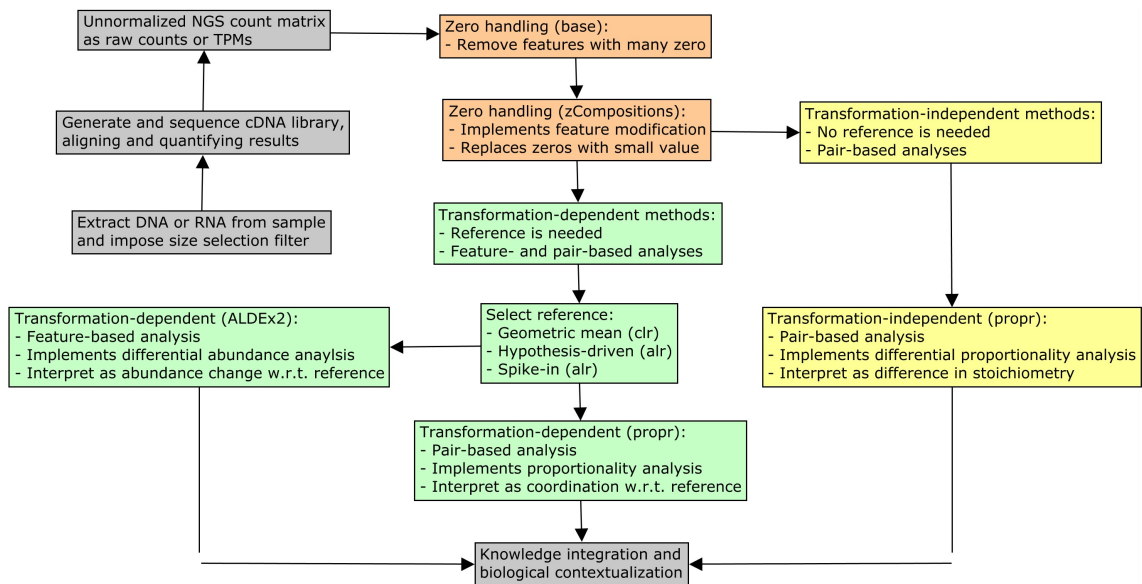 Unnormalized NGS count matrix
as raw counts or TPMs
Zero handling (base):
- Remove features with many zero
Generate and sequence cDNA library,
aligning and quantifying results
Zero handling (zCompositions):
- Implements feature modification
- Replaces zeros with small value
Transformation-independent methods:
- No reference is needed
- Pair-based analyses
Extract DNA or RNA from sample
and impose size selection filter
Transformation-dependent methods:
- Reference is needed
- Feature- and pair-based analyses
Transformation-dependent (ALDEx2):
- Feature-based analysis
- Implements differential abundance anaylsis
- Interpret as abundance change w.r.t. reference
Select reference:
- Geometric mean (clr)
- Hypothesis-driven (alr)
- Spike-in (alr)
Transformation-independent (propr):
- Pair-based analysis
- Implements differential proportionality analysis
- Interpret as difference in stoichiometry
Transformation-dependent (propr):
- Pair-based analysis
- Implements proportionality analysis
- Interpret as coordination w.r.t. reference
Knowledge integration and
biological contextualization